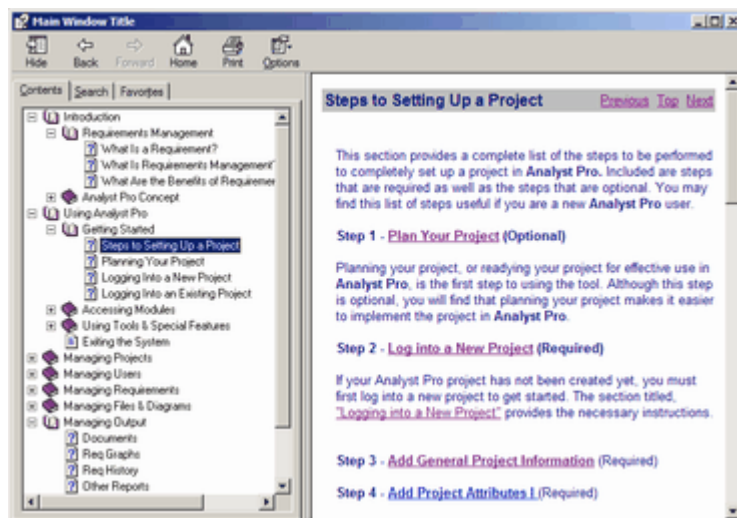 Main Window Title
Hide Back Forward Home Print Options
Contents Search Favorites
Introduction
Requirements Management
What Is a Requirement?
What Is Requirements Management
What Are the Benefits of Requiremer
Analyst Pro Concept
Using Analyst Pro
Getting Started
Steps to Setting Up a Project
Planning Your Project
Logging Into a New Project
Logging Into an Existing Project
Accessing Modules
Using Tools & Special Features
Exiting the System
Managing Projects
Managing Users
Managing Requirements
Managing Files & Diagrams
Managing Output
Documents
Req Graphs
Req History
Other Reports
Steps to Setting Up a Project Previous Top Next
This section provides a complete list of the steps to be performed
to completely set up a project in Analyst Pro. Included are steps
that are required as well as the steps that are optional. You may
find this list of steps useful if you are a new Analyst Pro user.
Step 1 - Plan Your Project (Optional)
Planning your project, or readying your project for effective use in
Analyst Pro, is the first step to using the tool. Although this step
is optional, you will find that planning your project makes it easier
to implement the project in Analyst Pro.
Step 2 - Log into a New Project (Required)
If your Analyst Pro project has not been created yet, you must
first log into a new project to get started. The section titled,
"Logging into a New Project" provides the necessary instructions.
Step 3 - Add General Project Information (Required)
Step 4 - Add Project Attributes I (Required)